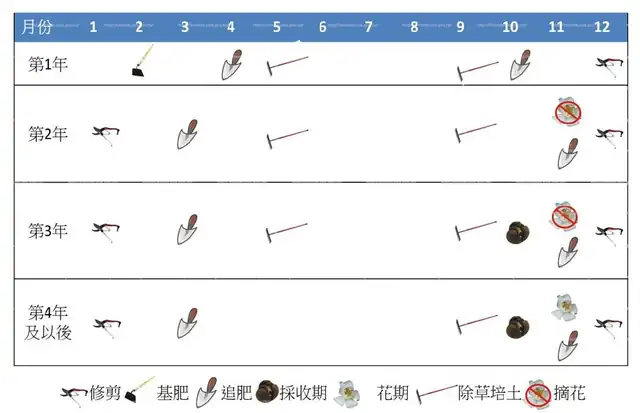 月份 1 2 3 4 5 6 7 8 9 10 11 12
第1年
第2年
第3年
第4年
及以後
修剪 基肥 追肥 採收期 花期 除草培土 摘花